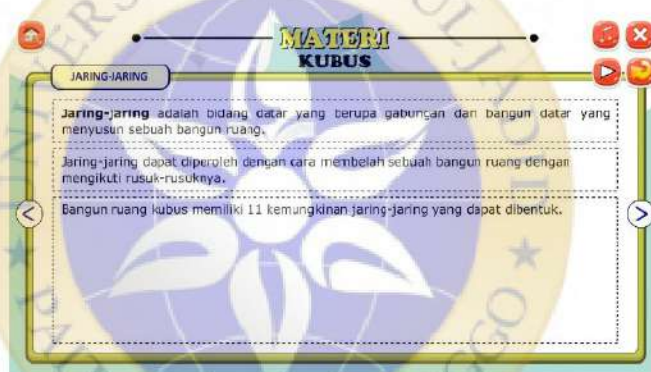 MATERI
KUBUS
JARING-JARING
Jaring-jaring adalah bidang datar yang berupa gabungan dari bangun datar yang
menyusun sebuah bangun ruang.
Jaring-jaring dapat diperoleh dengan cara membelah sebuah bangun ruang dengan
mengikuti rusuk-rusuknya.
Bangun ruang kubus memiliki 11 kemungkinan jaring-jaring yang dapat dibentuk.